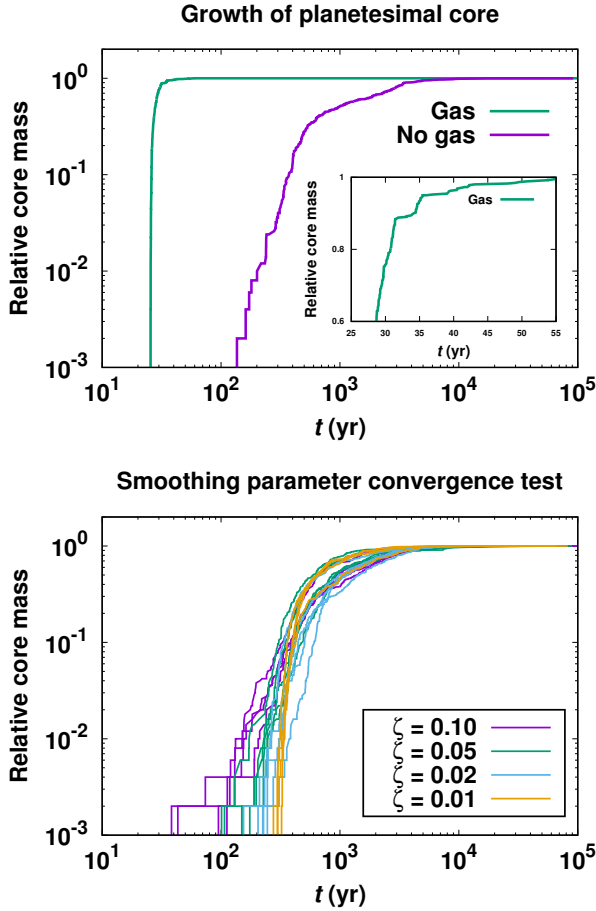 Growth of planetesimal core
Relative core mass
10^0
10^-1
10^-2
10^-3
Gas
No gas
Relative core mass
1
0.8
0.6
Gas
25 30 35 40 45 50 55
t (yr)
10^1 10^2 10^3 10^4 10^5
t (yr)
Smoothing parameter convergence test
Relative core mass
10^0
10^-1
10^-2
10^-3
ζ = 0.10
ζ = 0.05
ζ = 0.02
ζ = 0.01
10^1 10^2 10^3 10^4 10^5
t (yr)